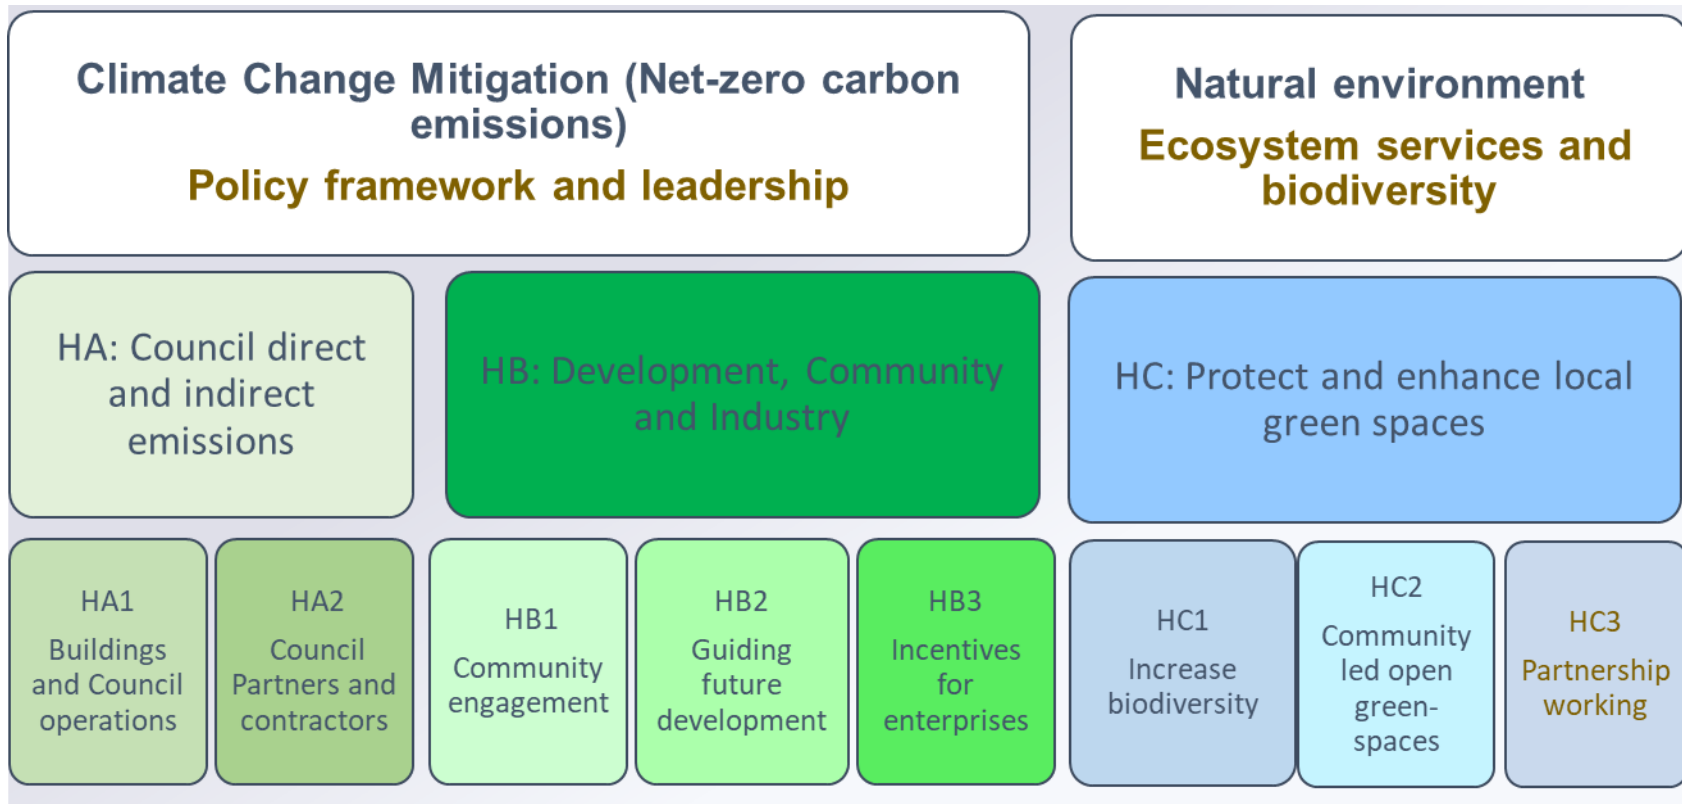 Climate Change Mitigation (Net-zero carbon
emissions)
Policy framework and leadership
Natural environment
Ecosystem services and
biodiversity
HA: Council direct
and indirect
emissions
HB: Development, Community
and Industry
HC: Protect and enhance local
green spaces
HA1
Buildings
and Council
operations
HA2
Council
Partners and
contractors
HB1
Community
engagement
HB2
Guiding
future
development
HB3
Incentives
for
enterprises
HC1
Increase
biodiversity
HC2
Community
led open
green-
spaces
HC3
Partnership
working